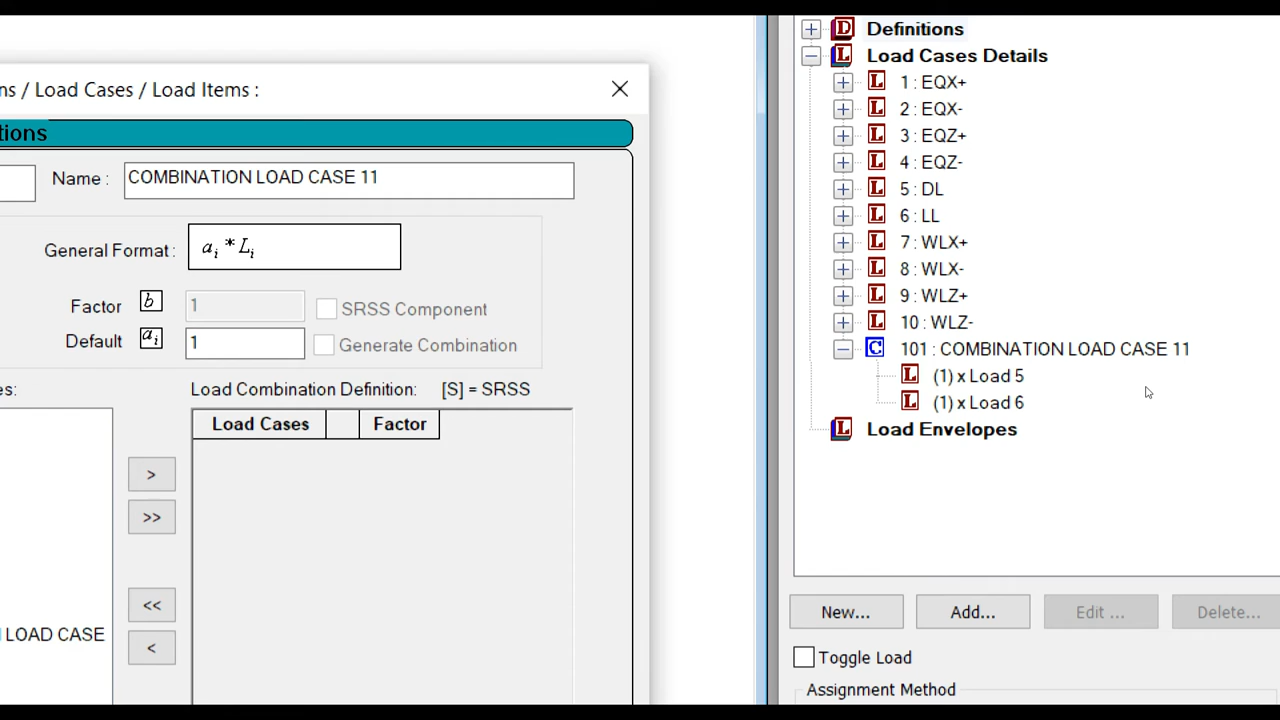 ns / Load Cases / Load Items :
tions
Name :
COMBINATION LOAD CASE 11
General Format :
ai * Li
Factor
b
1
SRSS Component
Default
ai
1
Generate Combination
es:
Load Combination Definition:
[S] = SRSS
Load Cases
Factor
>
>>
<<
<
LOAD CASE
Definitions
Load Cases Details
1 : EQX+
2 : EQX-
3 : EQZ+
4 : EQZ-
5 : DL
6 : LL
7 : WLX+
8 : WLX-
9 : WLZ+
10 : WLZ-
101 : COMBINATION LOAD CASE 11
(1) x Load 5
(1) x Load 6
Load Envelopes
New...
Add...
Edit ...
Delete...
Toggle Load
Assignment Method